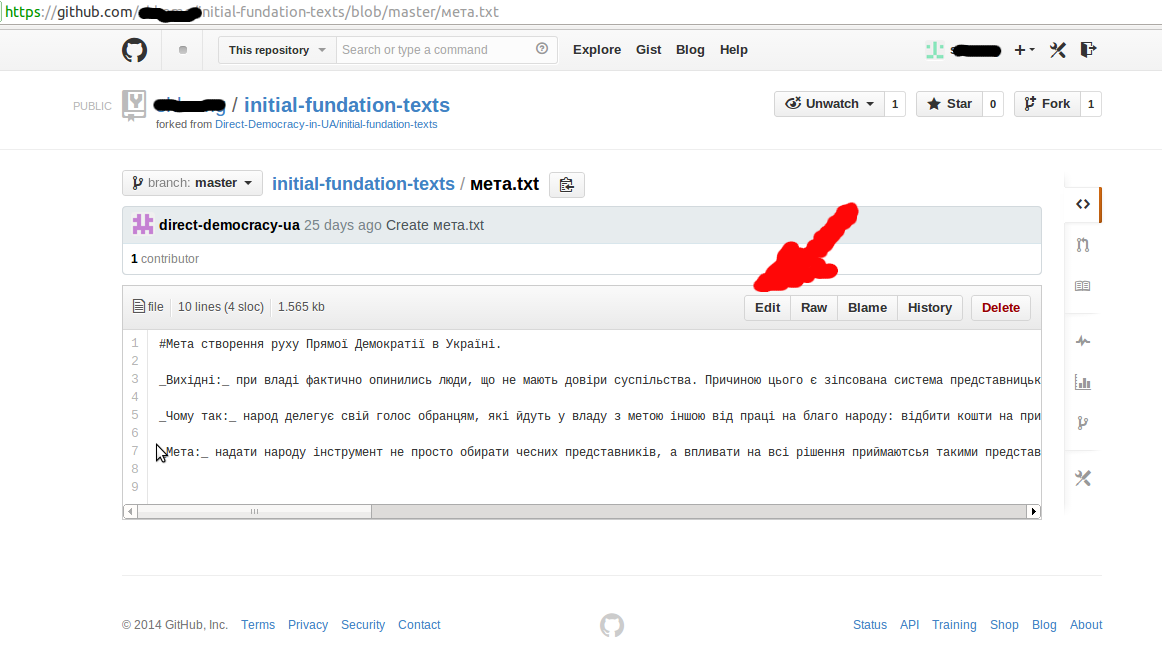 https://github.com/ initial-fundation-texts/blob/master/мета.txt
This repository Search or type a command Explore Gist Blog Help
PUBLIC / initial-fundation-texts Unwatch 1 Star 0 Fork 1
forked from Direct-Democracy-in-UA/initial-fundation-texts
branch: master initial-fundation-texts / мета.txt
direct-democracy-ua 25 days ago Create мета.txt
1 contributor
file 10 lines (4 sloc) 1.565 kb Edit Raw Blame History Delete
1 #Мета створення руху Прямої Демократії в Україні.
2
3 _Вихідні:_ при владі фактично опинились люди, що не мають довіри суспільства. Причиною цього є зіпсована система представницьк
4
5 _Чому так:_ народ делегує свій голос обранцям, які йдуть у владу з метою іншою від праці на благо народу: відбити кошти на при
6
7 Мета:_ надати народу інструмент не просто обирати чесних представників, а впливати на всі рішення приймаються такими представ
8
9
© 2014 GitHub, Inc. Terms Privacy Security Contact Status API Training Shop Blog About